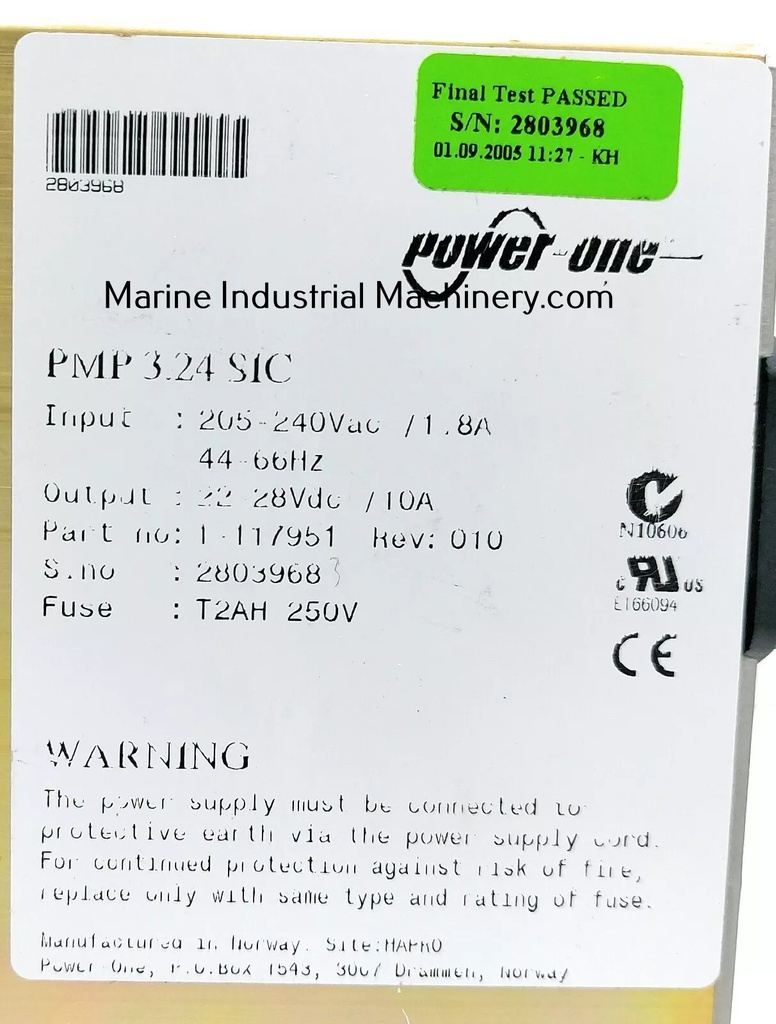 Final Test PASSED
S/N: 2803968
01.09.2005 11:27 - KH
2803968
power-one
Marine Industrial Machinery.com
PMP 3.24 SIC
Input : 205-240Vac /1.8A
44-66Hz
Output : 22-28Vdc /10A
Part no: 1-117951 Rev: 010
S.no : 2803968
Fuse : T2AH 250V
N10606
c RU US
E166094
CE
WARNING
The power supply must be connected to
protective earth via the power supply cord.
For continued protection against risk of fire,
replace only with same type and rating of fuse.
Manufactured in Norway. Site:HAPRO
Power-One, P.O.Box 1543, 3007 Drammen, Norway